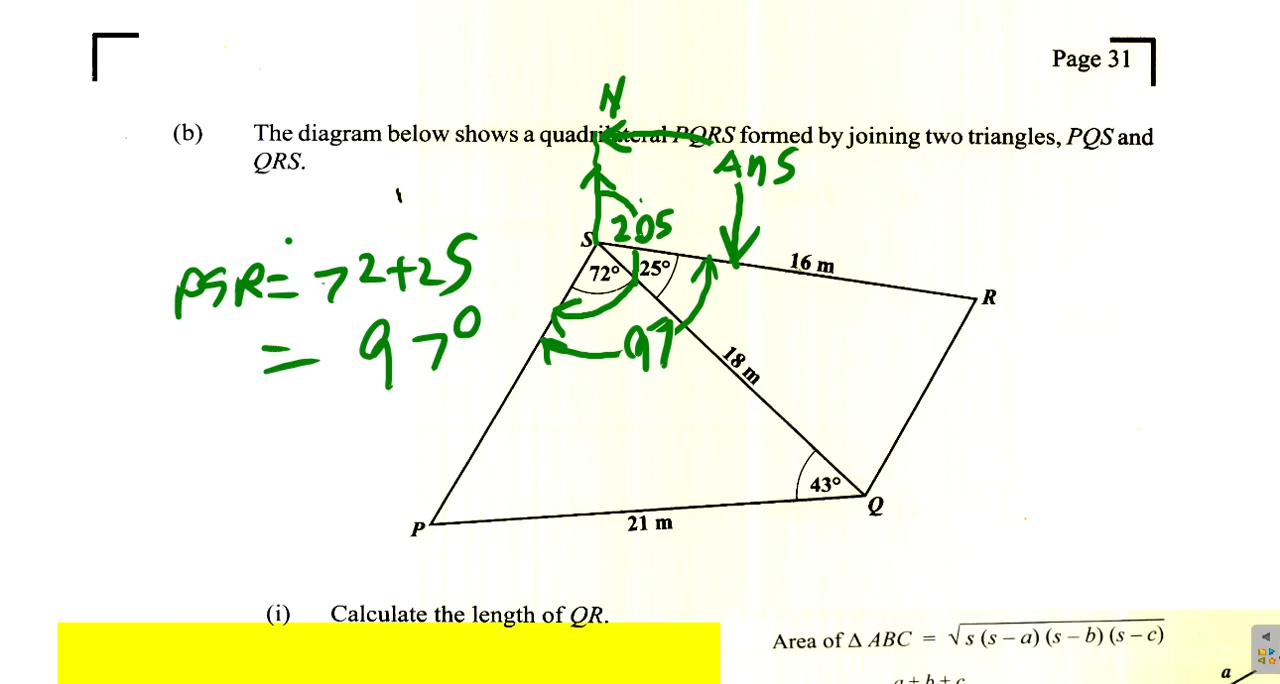 Page 31
N
(b) The diagram below shows a quadrilateral PQRS formed by joining two triangles, PQS and
QRS.
Ans
205
S
72°
25°
16 m
R
PSR = 72+25
= 97°
97
18 m
43°
Q
P
21 m
(i) Calculate the length of QR.
Area of Δ ABC = √s (s – a) (s – b) (s – c)
a